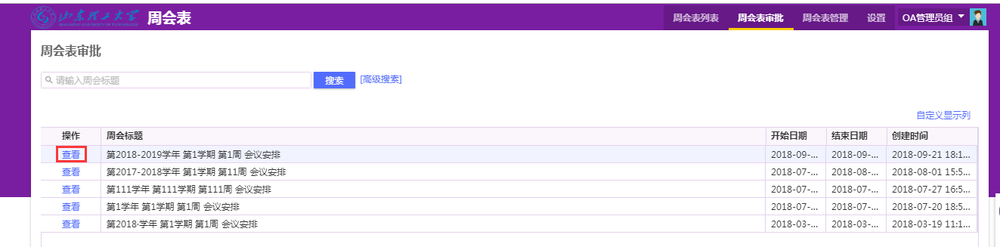 山东理工大学 周会表 周会表列表 周会表审批 周会表管理 设置 OA管理员组
SHANDONG UNIVERSITY OF TECHNOLOGY
周会表审批
请输入周会标题 搜索 [高级搜索]
自定义显示列
操作 周会标题 开始日期 结束日期 创建时间
查看 第2018-2019学年 第1学期 第1周 会议安排 2018-09-... 2018-09-... 2018-09-21 18:1...
查看 第2017-2018学年 第1学期 第11周 会议安排 2018-07-... 2018-08-... 2018-08-01 15:5...
查看 第111学年 第111学期 第111周 会议安排 2018-07-... 2018-07-... 2018-07-27 16:5...
查看 第1学年 第1学期 第1周 会议安排 2018-07-... 2018-07-... 2018-07-20 18:5...
查看 第2018·学年 第1学期 第1周 会议安排 2018-03-... 2018-03-... 2018-03-19 11:1...